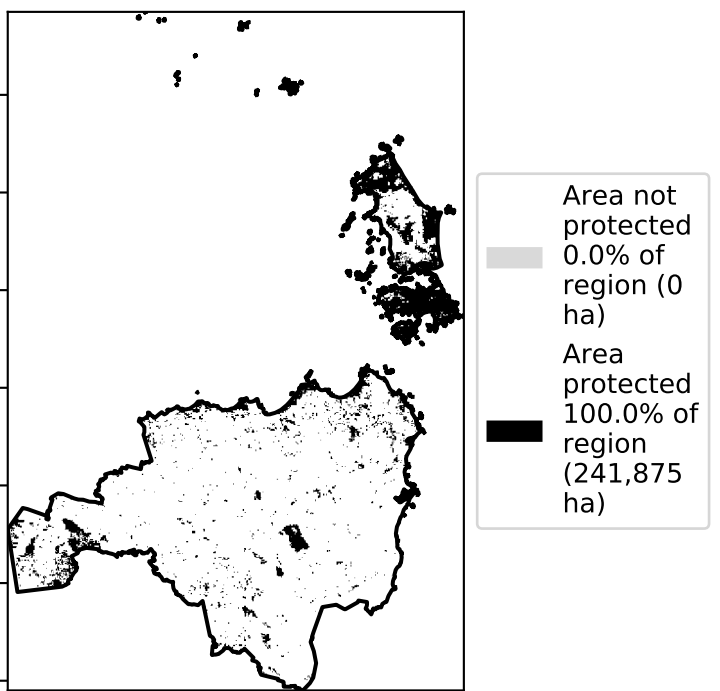 Area not
protected
0.0% of
region (0
ha)
Area
protected
100.0% of
region
(241,875
ha)